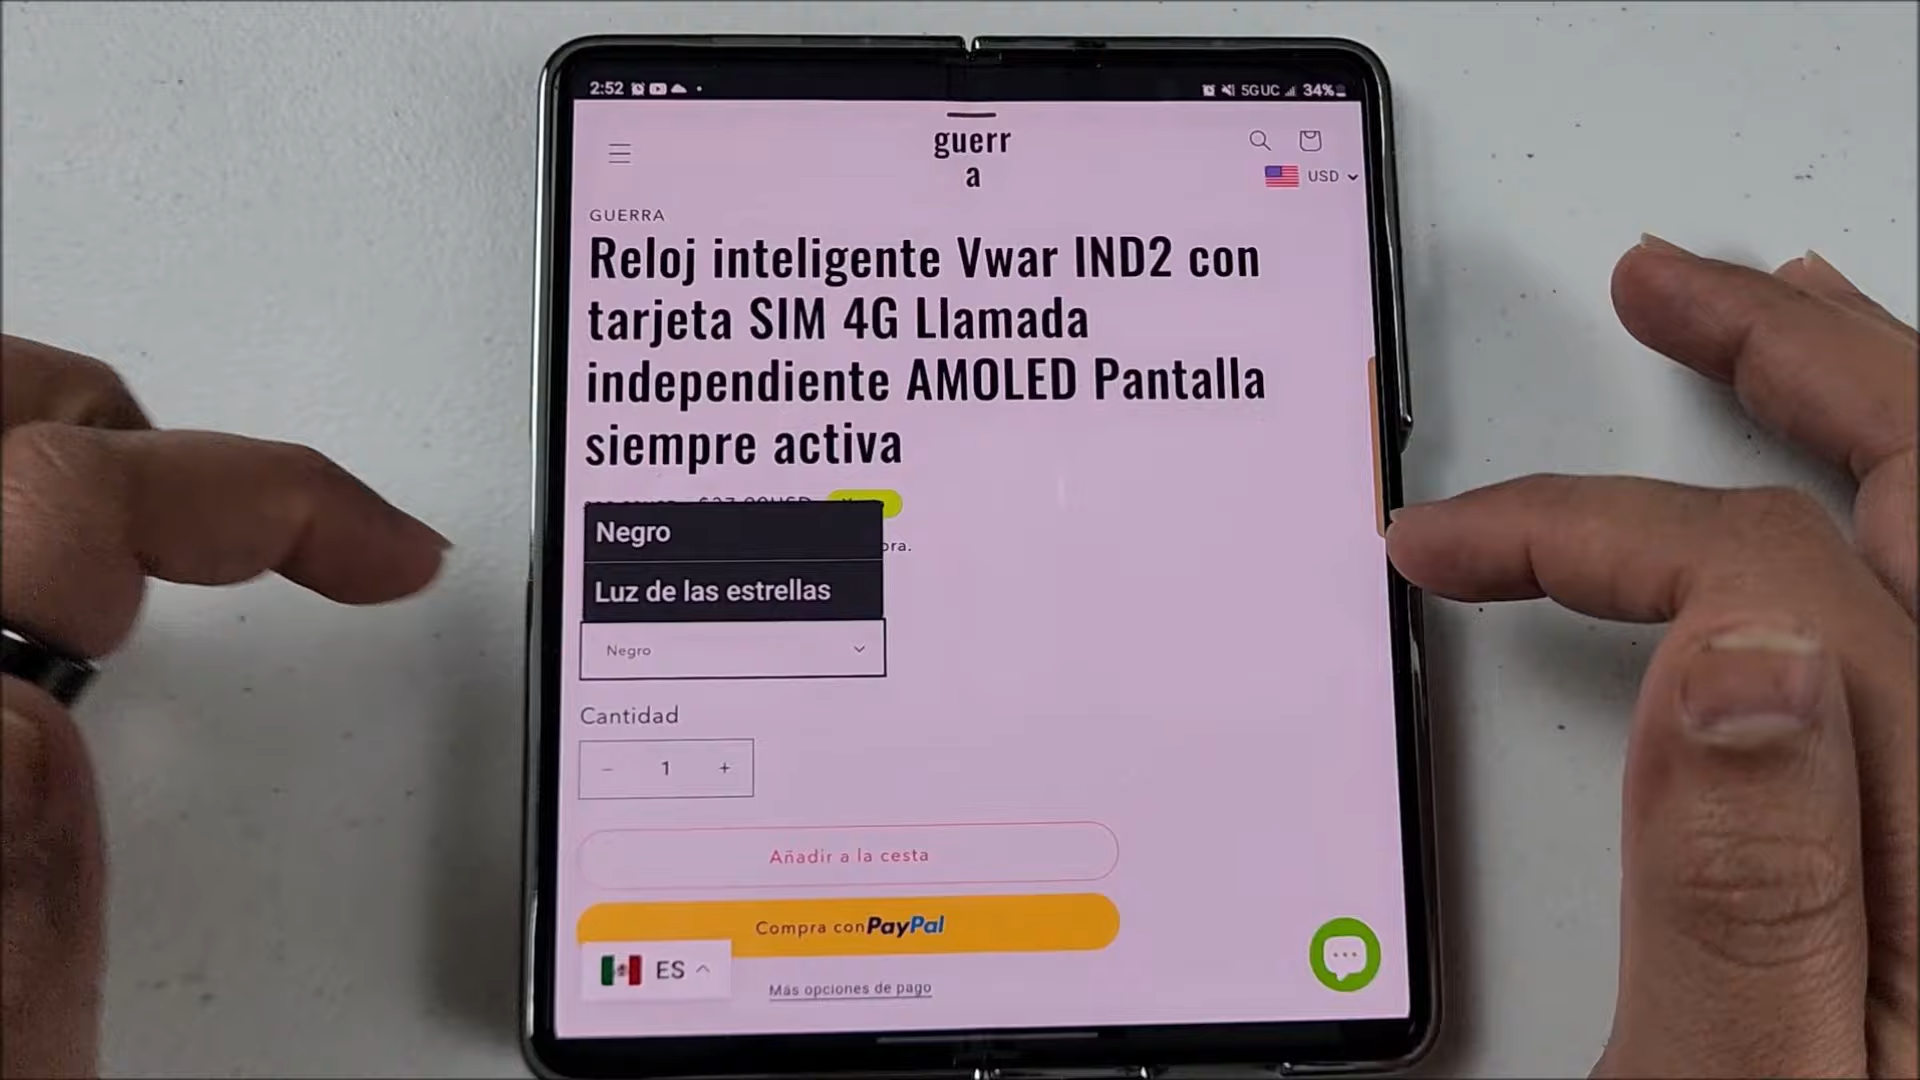 2:52
5GUC 34%
guerr
a
USD
GUERRA
Reloj inteligente Vwar IND2 con
tarjeta SIM 4G Llamada
independiente AMOLED Pantalla
siempre activa
Negro
ora.
Luz de las estrellas
Negro
Cantidad
1
Añadir a la cesta
Compra con PayPal
ES
Más opciones de pago